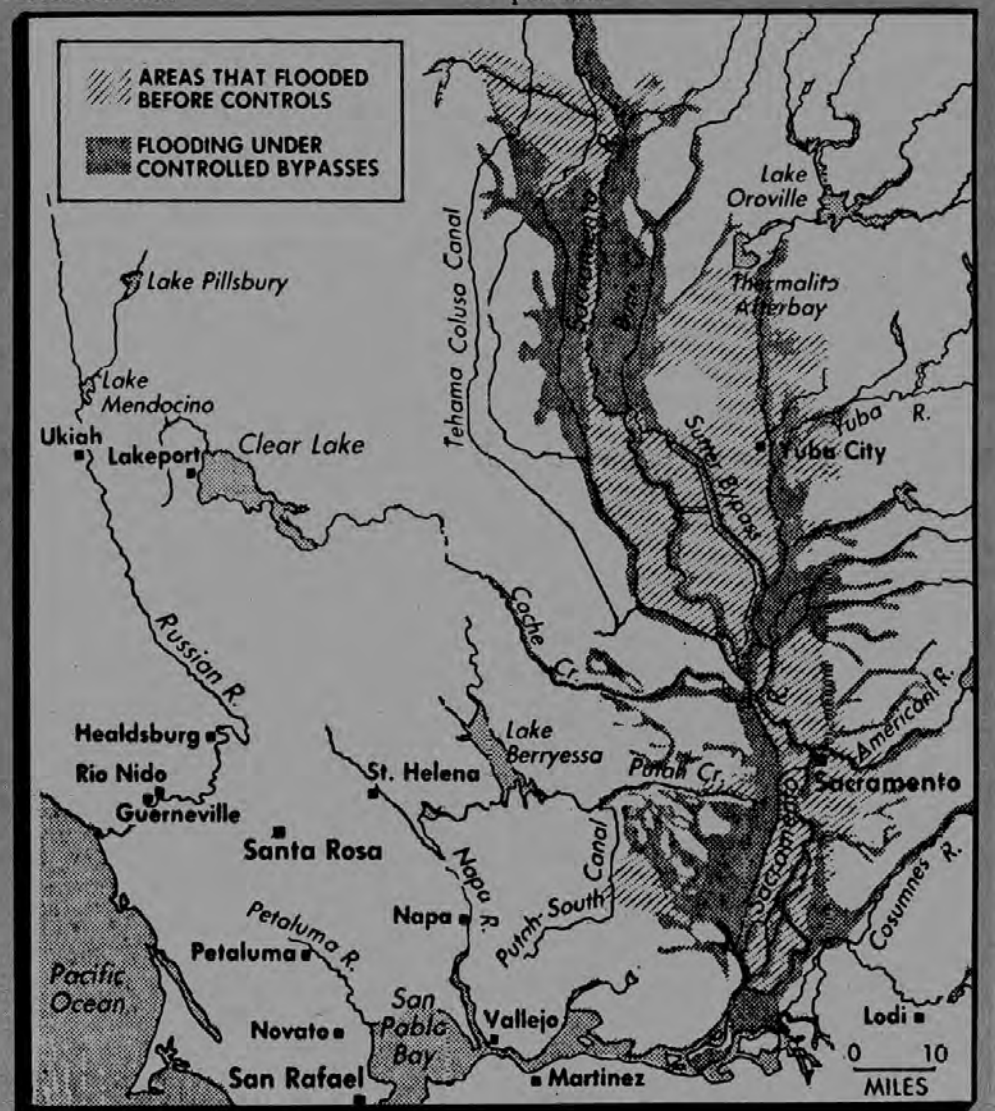 AREAS THAT FLOODED
BEFORE CONTROLS
FLOODING UNDER
CONTROLLED BYPASSES
Lake
Oroville
Thermalito
Afterbay
Lake Pillsbury
Tehama Colusa Canal
Sacramento
Butte Cr.
Lake
Mendocino
Ukiah
Lakeport
Clear Lake
Yuba R.
Yuba City
Sutter Bypass
Russian R.
Cache
Cr.
R.
American R.
Healdsburg
Rio Nido
Guerneville
St. Helena
Lake
Berryessa
Putah Cr.
Sacramento
Santa Rosa
Napa R.
Putah South Canal
Sacramento
Cosumnes
R.
Napa
Petaluma R.
Petaluma
Pacific
Ocean
San
Pablo
Bay
Novato
Vallejo
Lodi
San Rafael
Martinez
0 10
MILES